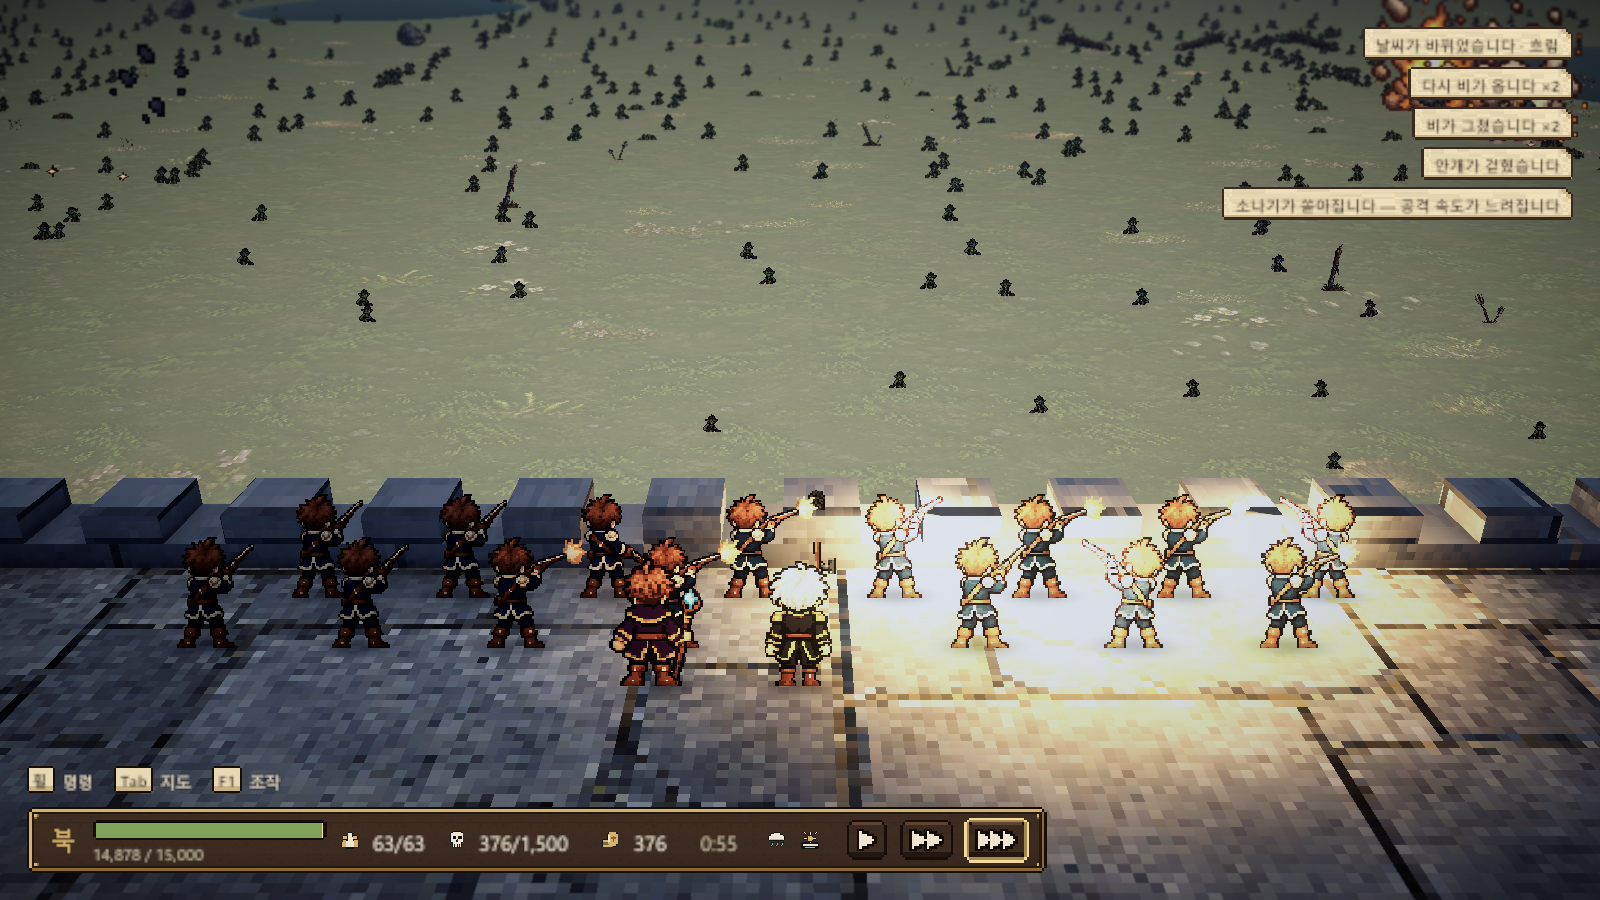 날씨가 바뀌었습니다 · 흐림
다시 비가 옵니다 ×2
비가 그쳤습니다 ×2
안개가 걷혔습니다
소나기가 쏟아집니다 — 공격 속도가 느려집니다
휠 명령 Tab 지도 F1 조작
북 14,878 / 15,000 63/63 376/1,500 376 0:55